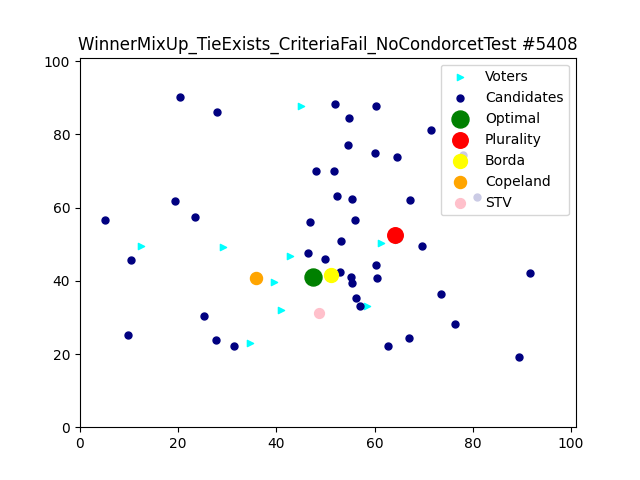 WinnerMixUp_TieExists_CriteriaFail_NoCondorcetTest #5408
100
80
60
40
20
0
0 20 40 60 80 100
Voters
Candidates
Optimal
Plurality
Borda
Copeland
STV